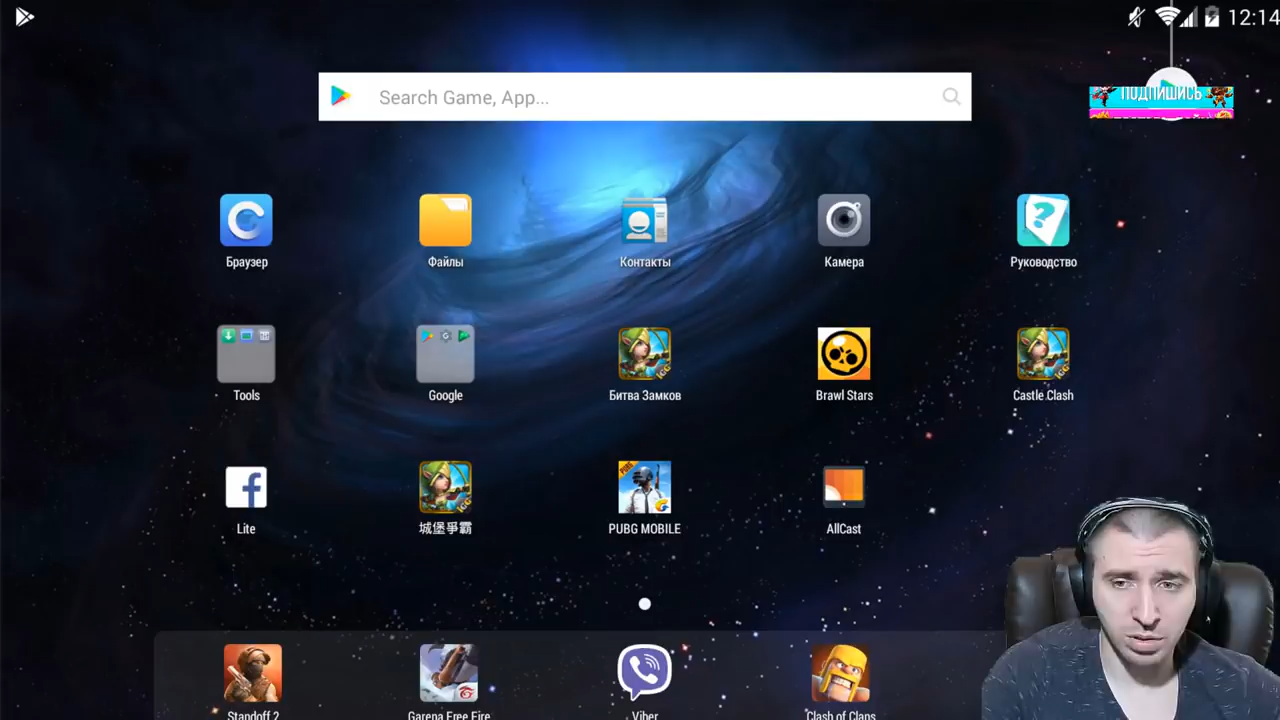 12:14
Search Game, App...
ПОДПИШИСЬ
Браузер
Файлы
Контакты
Камера
Руководство
Tools
Google
Битва Замков
Brawl Stars
Castle Clash
Lite
城堡爭霸
PUBG MOBILE
AllCast
Standoff 2
Garena Free Fire
Viber
Clash of Clans